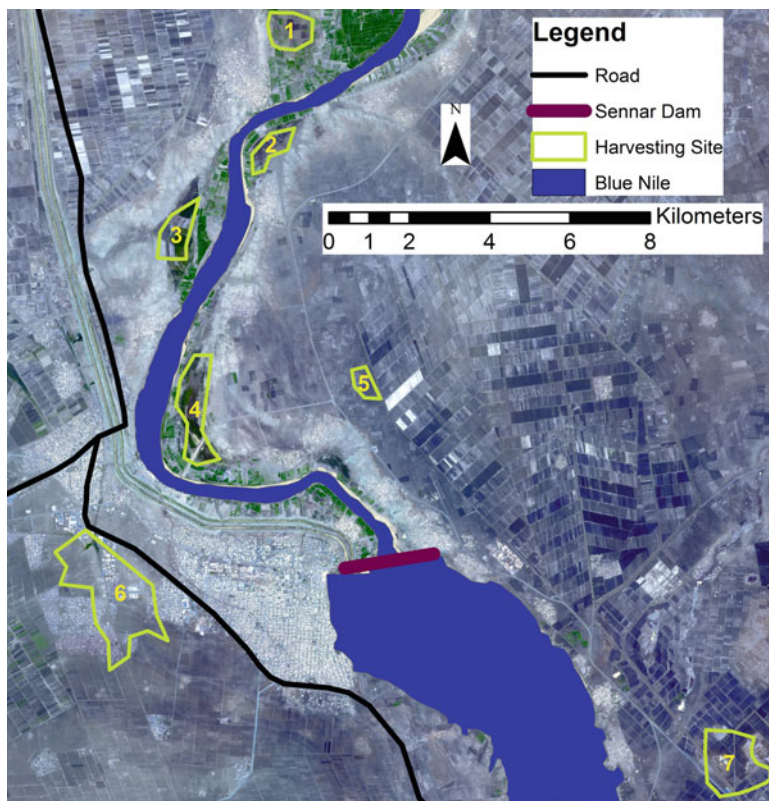 1
Legend
Road
Sennar Dam
Harvesting Site
Blue Nile
N
2
Kilometers
0 1 2 4 6 8
3
5
4
6
7